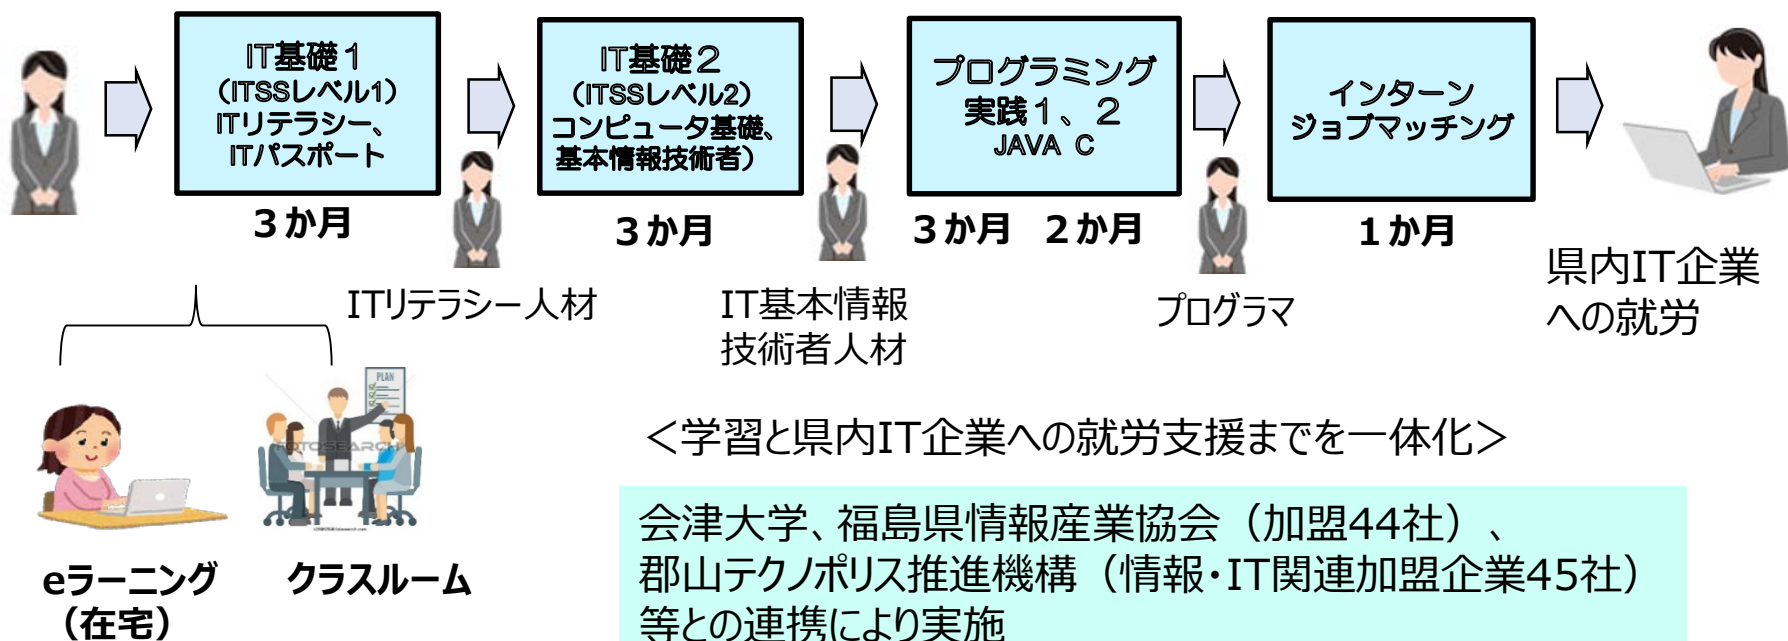 IT基礎１
（ITSSレベル1）
ITリテラシー、
ITパスポート
３か月
IT基礎２
（ITSSレベル2）
コンピュータ基礎、
基本情報技術者）
３か月
プログラミング
実践１、２
JAVA C
３か月 ２か月
インターン
ジョブマッチング
１か月
県内IT企業
への就労
ITリテラシー人材
IT基本情報
技術者人材
プログラマ
PLAN
FOTOSEARCH
eラーニング
（在宅）
クラスルーム
＜学習と県内IT企業への就労支援までを一体化＞
会津大学、福島県情報産業協会（加盟44社）、
郡山テクノポリス推進機構（情報・IT関連加盟企業45社）
等との連携により実施